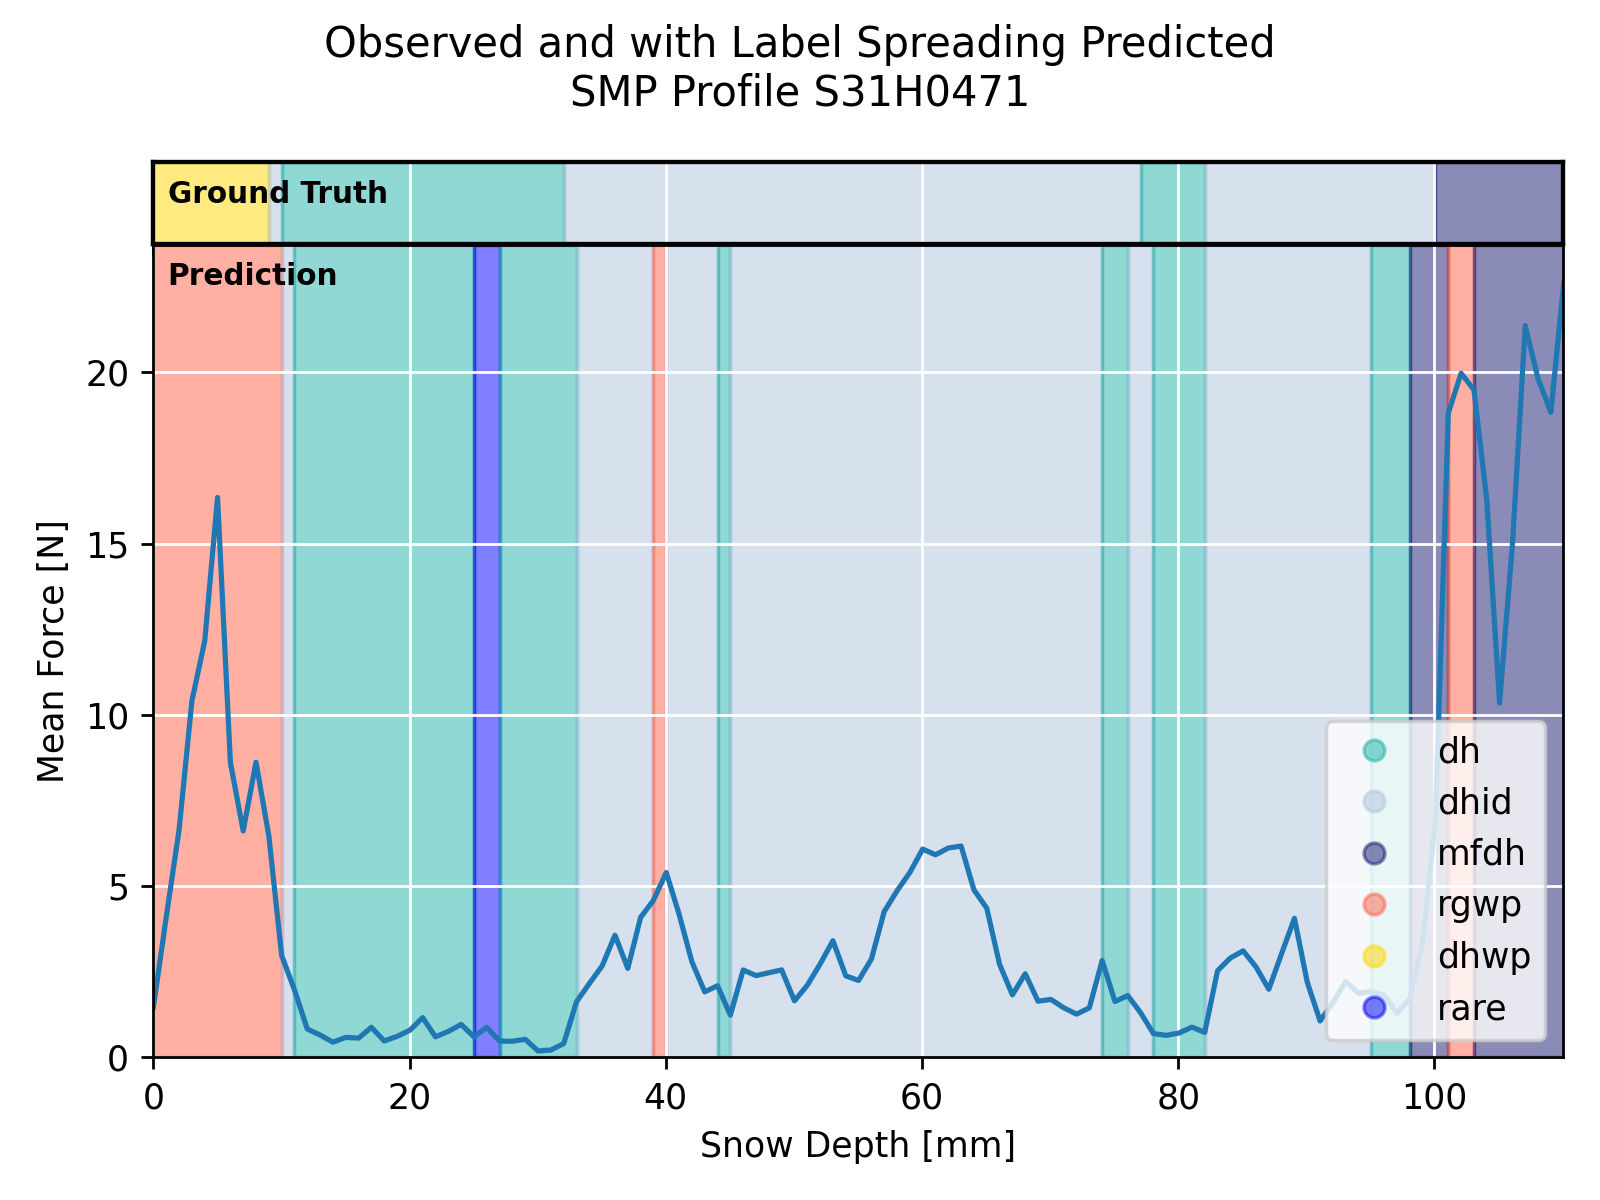 Observed and with Label Spreading Predicted
SMP Profile S31H0471
Ground Truth
Prediction
Mean Force [N]
20
15
10
5
0
dh
dhid
mfdh
rgwp
dhwp
rare
0 20 40 60 80 100
Snow Depth [mm]